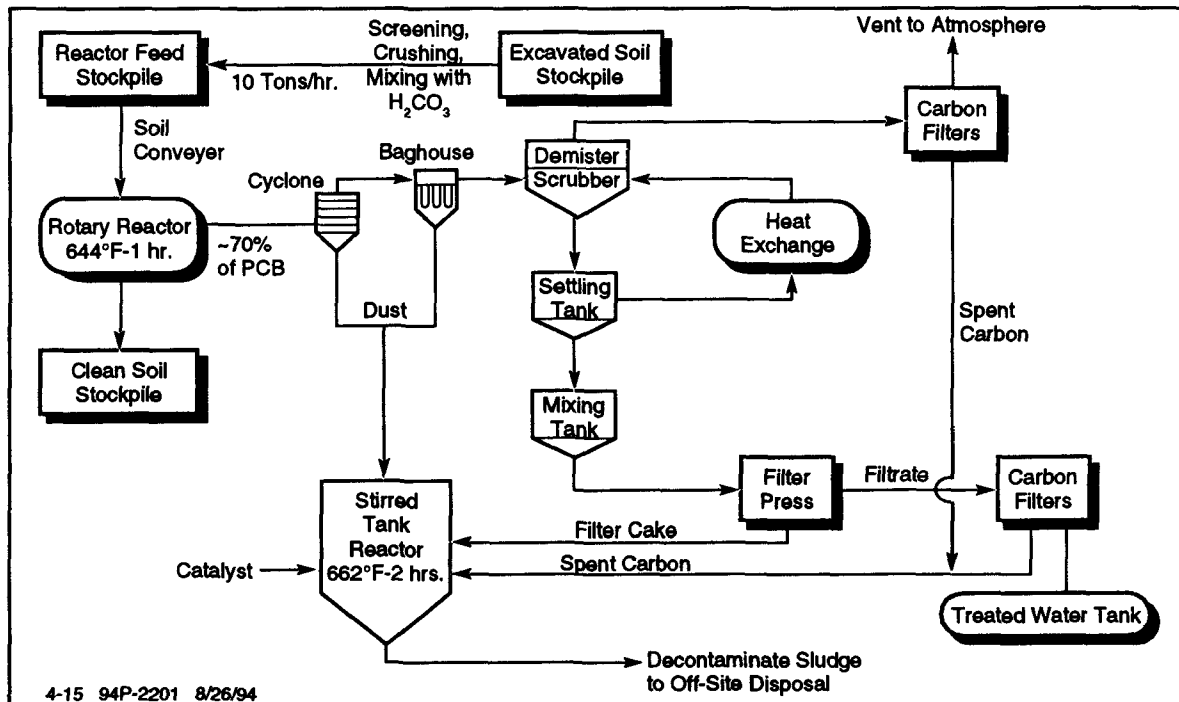 Vent to Atmosphere
Reactor Feed
Stockpile
10 Tons/hr.
Screening,
Crushing,
Mixing with
H₂CO₃
Excavated Soil
Stockpile
Carbon
Filters
Soil
Conveyer
Cyclone
Baghouse
Demister
Scrubber
Rotary Reactor
644°F-1 hr.
~70%
of PCB
Heat
Exchange
Dust
Settling
Tank
Spent
Carbon
Clean Soil
Stockpile
Mixing
Tank
Stirred
Tank
Reactor
662°F-2 hrs.
Filter
Press
Filtrate
Carbon
Filters
Filter Cake
Catalyst
Spent Carbon
Treated Water Tank
Decontaminate Sludge
to Off-Site Disposal
4-15 94P-2201 8/26/94